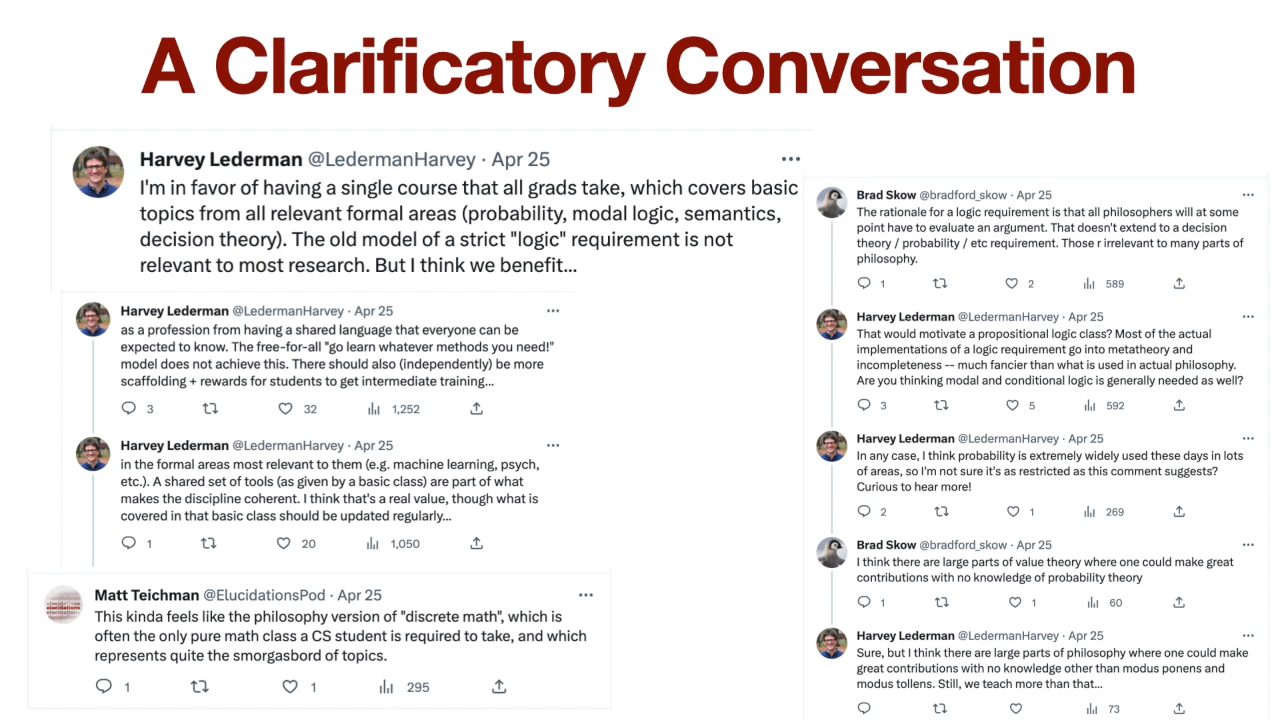 A Clarificatory Conversation
Harvey Lederman @LedermanHarvey · Apr 25
I'm in favor of having a single course that all grads take, which covers basic
topics from all relevant formal areas (probability, modal logic, semantics,
decision theory). The old model of a strict "logic" requirement is not
relevant to most research. But I think we benefit...
Harvey Lederman @LedermanHarvey · Apr 25
as a profession from having a shared language that everyone can be
expected to know. The free-for-all "go learn whatever methods you need!"
model does not achieve this. There should also (independently) be more
scaffolding + rewards for students to get intermediate training...
3 32 1,252
Harvey Lederman @LedermanHarvey · Apr 25
in the formal areas most relevant to them (e.g. machine learning, psych,
etc.). A shared set of tools (as given by a basic class) are part of what
makes the discipline coherent. I think that's a real value, though what is
covered in that basic class should be updated regularly...
1 20 1,050
Matt Teichman @ElucidationsPod · Apr 25
This kinda feels like the philosophy version of "discrete math", which is
often the only pure math class a CS student is required to take, and which
represents quite the smorgasbord of topics.
1 1 295
Brad Skow @bradford_skow · Apr 25
The rationale for a logic requirement is that all philosophers will at some
point have to evaluate an argument. That doesn't extend to a decision
theory / probability / etc requirement. Those r irrelevant to many parts of
philosophy.
1 2 589
Harvey Lederman @LedermanHarvey · Apr 25
That would motivate a propositional logic class? Most of the actual
implementations of a logic requirement go into metatheory and
incompleteness -- much fancier than what is used in actual philosophy.
Are you thinking modal and conditional logic is generally needed as well?
3 5 592
Harvey Lederman @LedermanHarvey · Apr 25
In any case, I think probability is extremely widely used these days in lots
of areas, so I'm not sure it's as restricted as this comment suggests?
Curious to hear more!
2 1 269
Brad Skow @bradford_skow · Apr 25
I think there are large parts of value theory where one could make great
contributions with no knowledge of probability theory
1 1 60
Harvey Lederman @LedermanHarvey · Apr 25
Sure, but I think there are large parts of philosophy where one could make
great contributions with no knowledge other than modus ponens and
modus tollens. Still, we teach more than that...
73